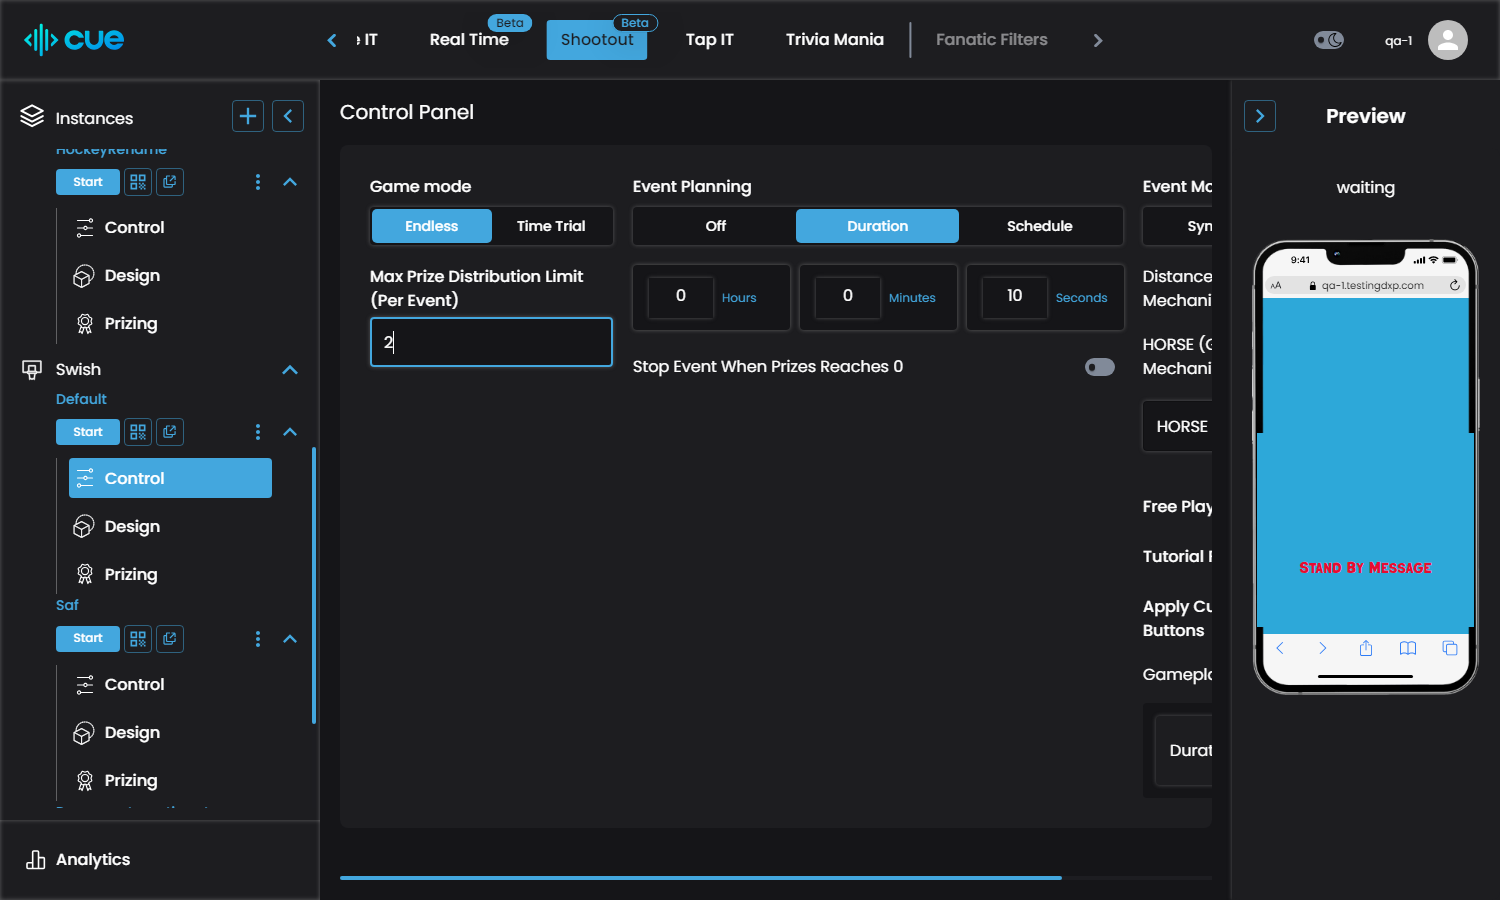 cue
IT
Real Time
Beta
Shootout
Beta
Tap IT
Trivia Mania
Fanatic Filters
qa-1
Instances
HockeyRename
Start
Control
Design
Prizing
Swish
Default
Start
Control
Design
Prizing
Saf
Start
Control
Design
Prizing
Analytics
Control Panel
Game mode
Endless
Time Trial
Max Prize Distribution Limit
(Per Event)
2
Event Planning
Off
Duration
Schedule
0
Hours
0
Minutes
10
Seconds
Stop Event When Prizes Reaches 0
Event Mo
Syn
Distance
Mechani
HORSE (G
Mechani
HORSE
Free Play
Tutorial
Apply Cu
Buttons
Gamepla
Durat
Preview
waiting
9:41
AA
qa-1.testingdxp.com
Stand By Message